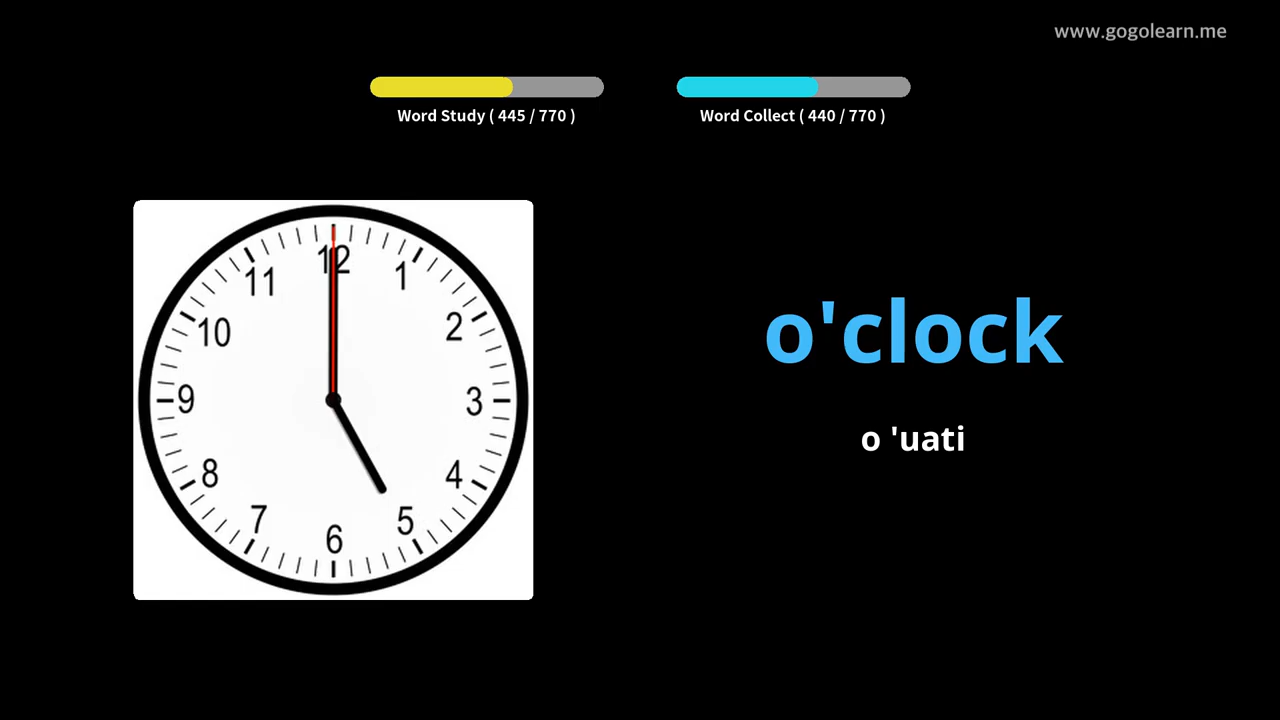 www.gogolearn.me
Word Study ( 445 / 770 )
Word Collect ( 440 / 770 )
12
1
2
3
4
5
6
7
8
9
10
11
o'clock
o 'uati